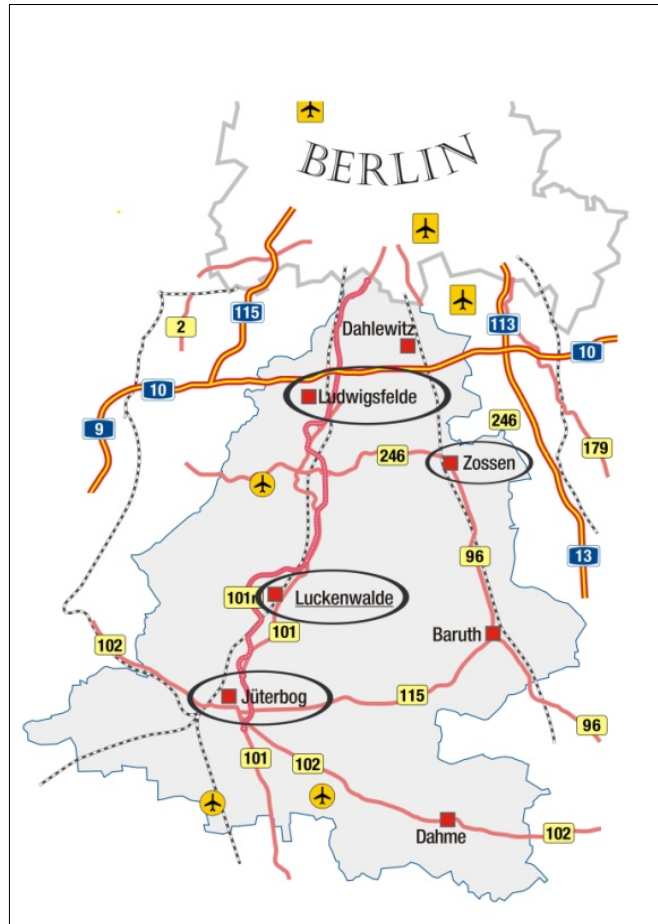 BERLIN
2
115
Dahlewitz
113
10
10
9
Ludwigsfelde
246
246
Zossen
179
96
13
101n
Luckenwalde
101
102
Baruth
Jüterbog
115
96
101
102
Dahme
102